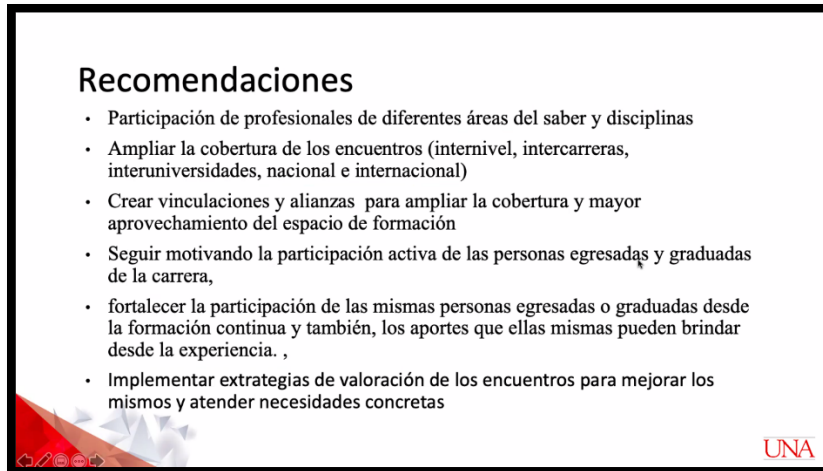 Recomendaciones
• Participación de profesionales de diferentes áreas del saber y disciplinas
• Ampliar la cobertura de los encuentros (internivel, intercarreras,
interuniversidades, nacional e internacional)
• Crear vinculaciones y alianzas  para ampliar la cobertura y mayor
aprovechamiento del espacio de formación
• Seguir motivando la participación activa de las personas egresadas y graduadas
de la carrera,
• fortalecer la participación de las mismas personas egresadas o graduadas desde
la formación continua y también, los aportes que ellas mismas pueden brindar
desde la experiencia. ,
• Implementar extrategias de valoración de los encuentros para mejorar los
mismos y atender necesidades concretas
UNA